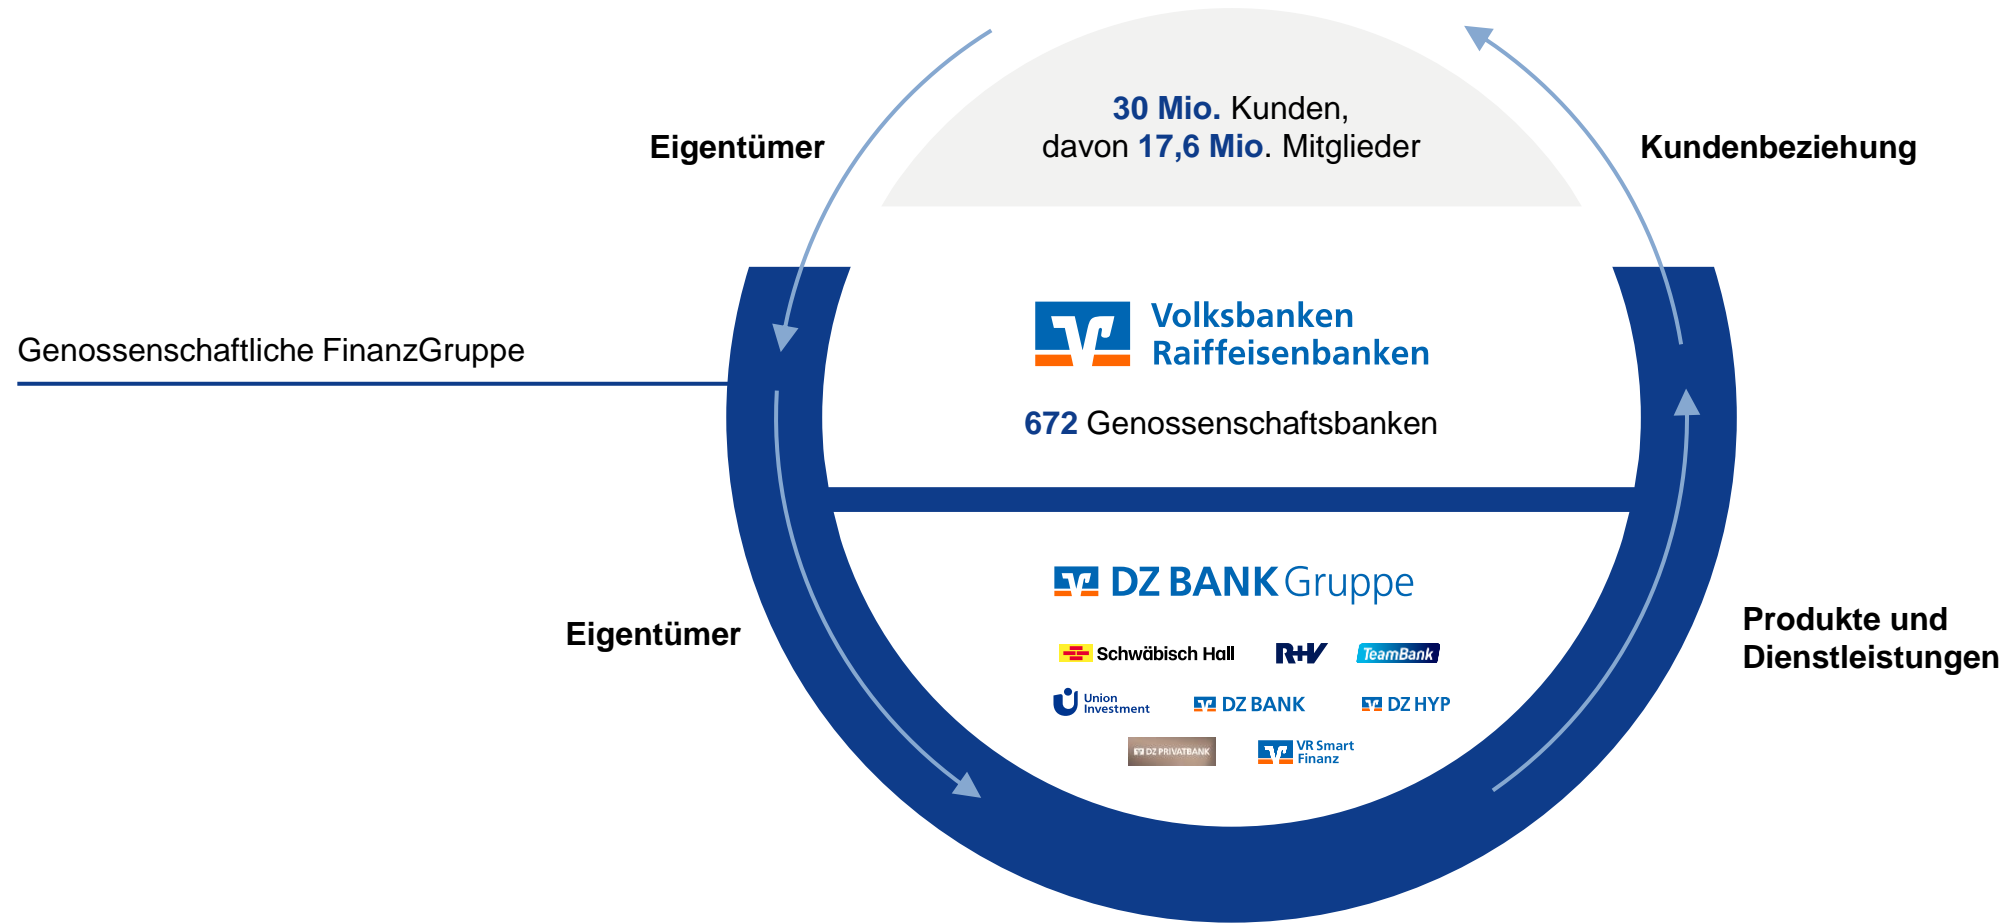 30 Mio. Kunden,
davon 17,6 Mio. Mitglieder
Eigentümer
Kundenbeziehung
Volksbanken
Raiffeisenbanken
Genossenschaftliche FinanzGruppe
672 Genossenschaftsbanken
DZ BANK Gruppe
Eigentümer
Produkte und
Dienstleistungen
Schwäbisch Hall
R+V
TeamBank
Union
Investment
DZ BANK
DZ HYP
DZ PRIVATBANK
VR Smart
Finanz